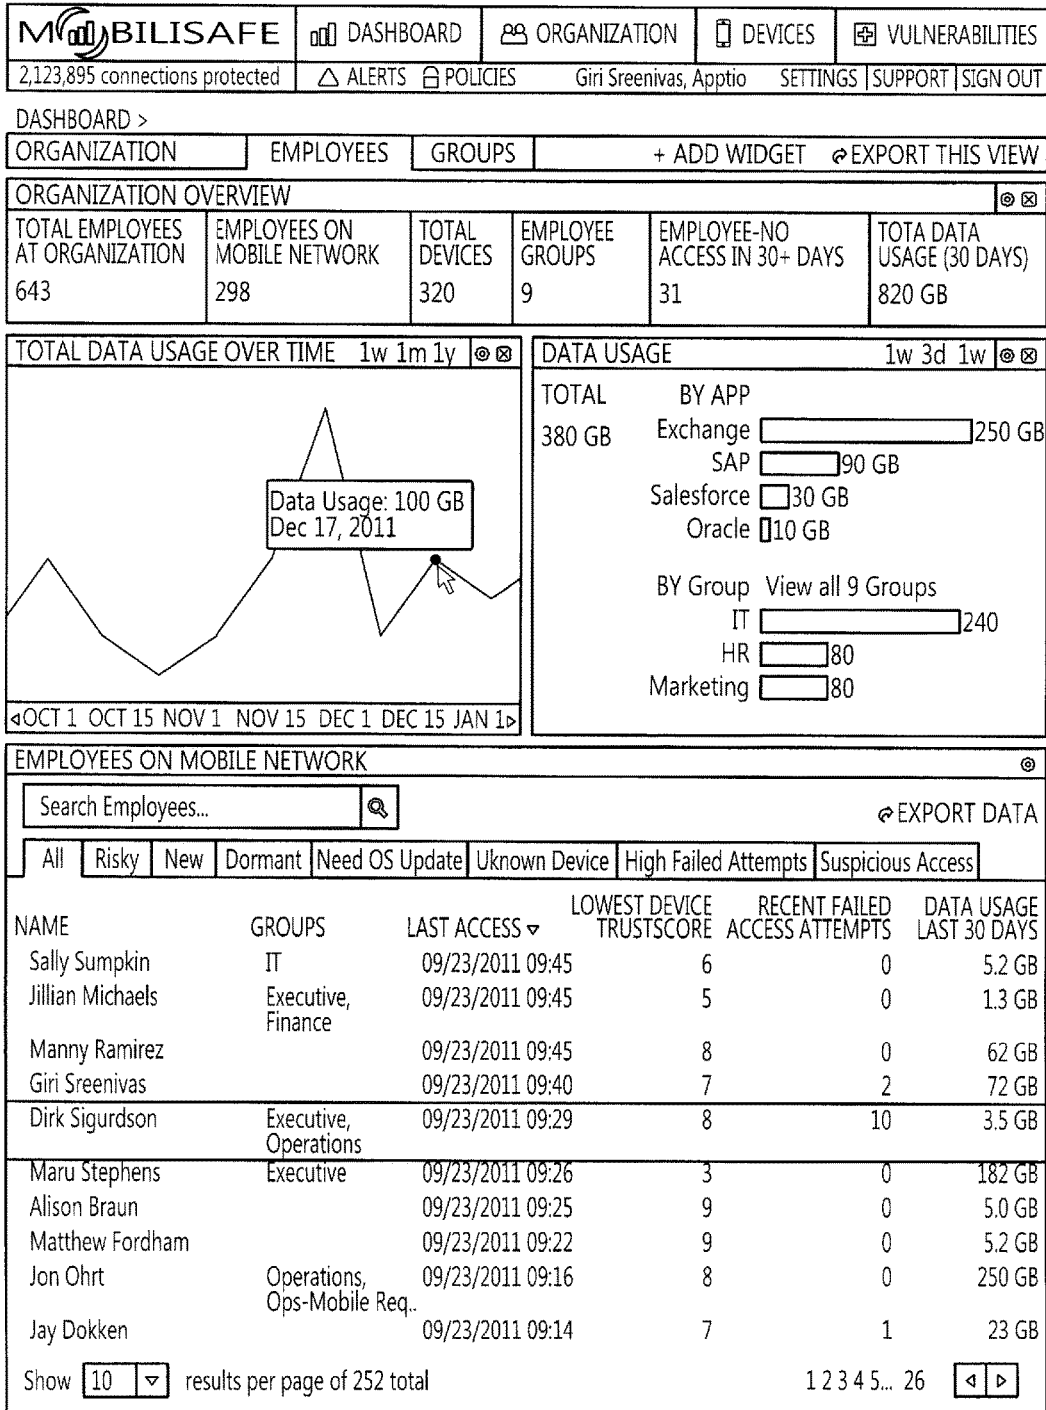 MOBILISAFE DASHBOARD ORGANIZATION DEVICES VULNERABILITIES
2,123,895 connections protected ALERTS POLICIES Giri Sreenivas, Apptio SETTINGS SUPPORT SIGN OUT
DASHBOARD >
ORGANIZATION EMPLOYEES GROUPS + ADD WIDGET EXPORT THIS VIEW
ORGANIZATION OVERVIEW
TOTAL EMPLOYEES EMPLOYEES ON TOTAL EMPLOYEE EMPLOYEE-NO TOTA DATA
AT ORGANIZATION MOBILE NETWORK DEVICES GROUPS ACCESS IN 30+ DAYS USAGE (30 DAYS)
643 298 320 9 31 820 GB
TOTAL DATA USAGE OVER TIME 1w 1m 1y
Data Usage: 100 GB
Dec 17, 2011
OCT 1 OCT 15 NOV 1 NOV 15 DEC 1 DEC 15 JAN 1
DATA USAGE 1w 3d 1w
TOTAL BY APP
380 GB Exchange 250 GB
SAP 90 GB
Salesforce 30 GB
Oracle 10 GB
BY Group View all 9 Groups
IT 240
HR 80
Marketing 80
EMPLOYEES ON MOBILE NETWORK
Search Employees...
EXPORT DATA
All Risky New Dormant Need OS Update Uknown Device High Failed Attempts Suspicious Access
LOWEST DEVICE RECENT FAILED DATA USAGE
NAME GROUPS LAST ACCESS TRUSTSCORE ACCESS ATTEMPTS LAST 30 DAYS
Sally Sumpkin IT 09/23/2011 09:45 6 0 5.2 GB
Jillian Michaels Executive, 09/23/2011 09:45 5 0 1.3 GB
Finance
Manny Ramirez 09/23/2011 09:45 8 0 62 GB
Giri Sreenivas 09/23/2011 09:40 7 2 72 GB
Dirk Sigurdson Executive, 09/23/2011 09:29 8 10 3.5 GB
Operations
Maru Stephens Executive 09/23/2011 09:26 3 0 182 GB
Alison Braun 09/23/2011 09:25 9 0 5.0 GB
Matthew Fordham 09/23/2011 09:22 9 0 5.2 GB
Jon Ohrt Operations, 09/23/2011 09:16 8 0 250 GB
Ops-Mobile Req..
Jay Dokken 09/23/2011 09:14 7 1 23 GB
Show 10 results per page of 252 total 1 2 3 4 5... 26